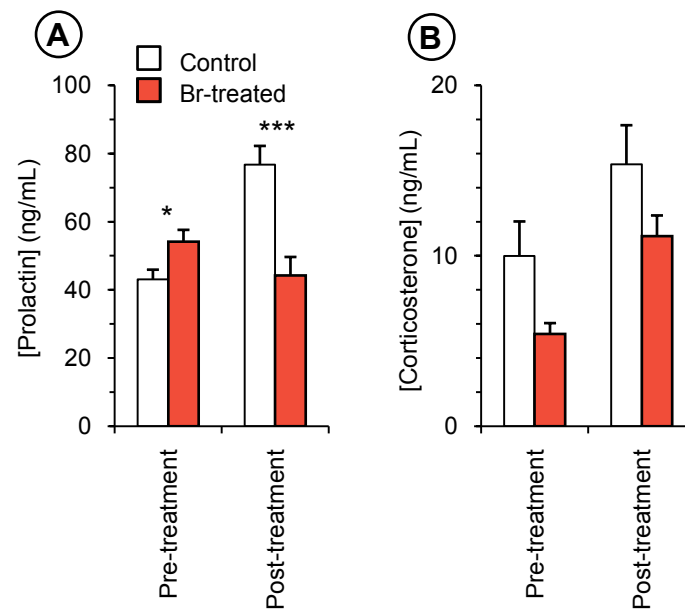 A
Control
Br-treated
[Prolactin] (ng/mL)
100
80
60
40
20
0
*
***
Pre-treatment
Post-treatment
B
[Corticosterone] (ng/mL)
20
10
0
Pre-treatment
Post-treatment